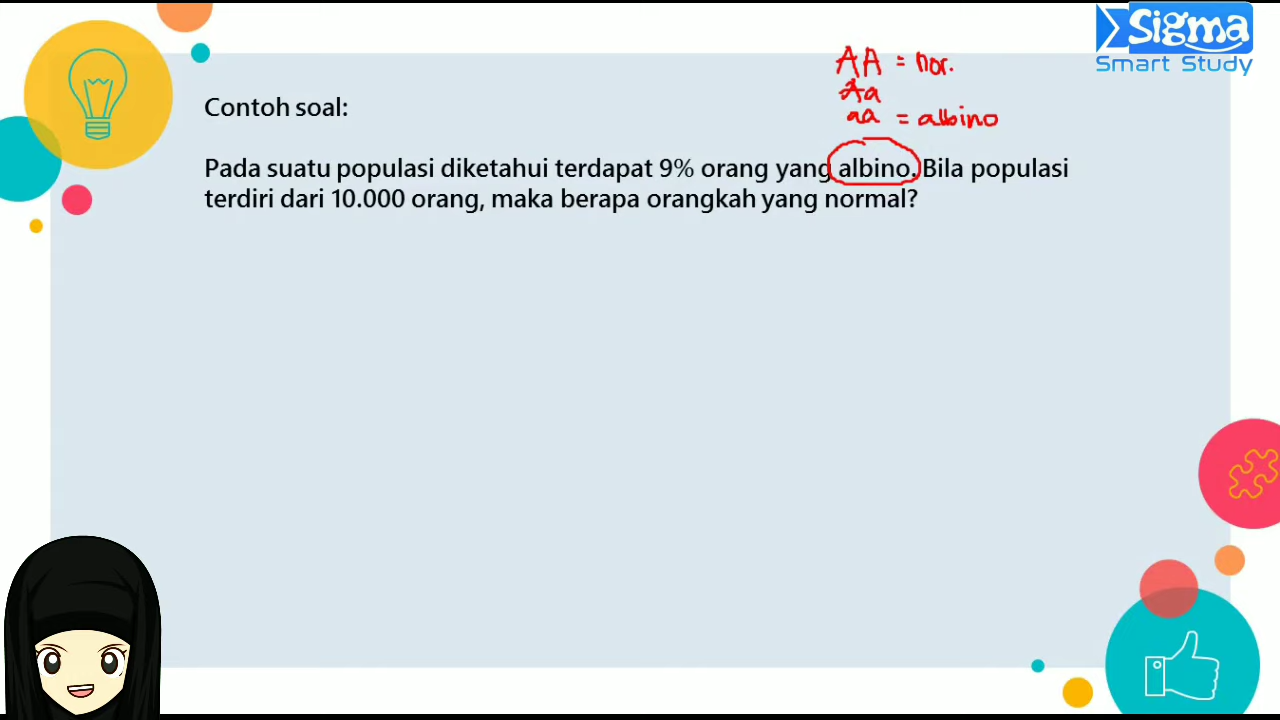 Sigma
Smart Study
AA = nor.
Aa
aa = albino
Contoh soal:
Pada suatu populasi diketahui terdapat 9% orang yang albino. Bila populasi
terdiri dari 10.000 orang, maka berapa orangkah yang normal?